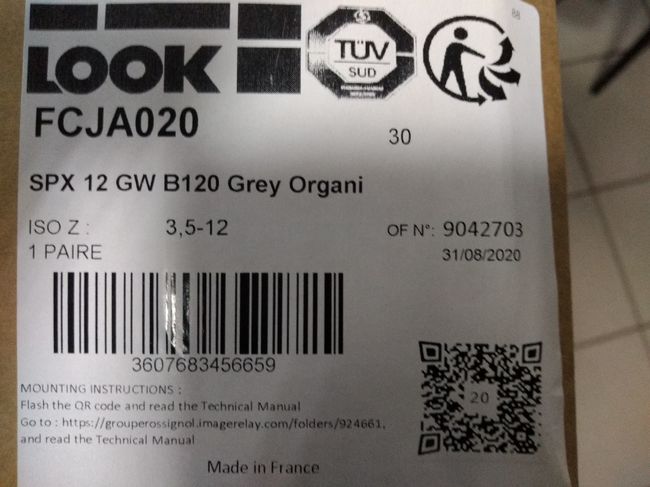 LOOK
TÜV
SUD
FCJA020
30
SPX 12 GW B120 Grey Organi
ISO Z : 3,5-12
OF N°: 9042703
1 PAIRE
31/08/2020
3607683456659
MOUNTING INSTRUCTIONS :
Flash the QR code and read the Technical Manual
Go to : https://grouperossignol.imagerelay.com/folders/924661,
and read the Technical Manual
20
Made in France